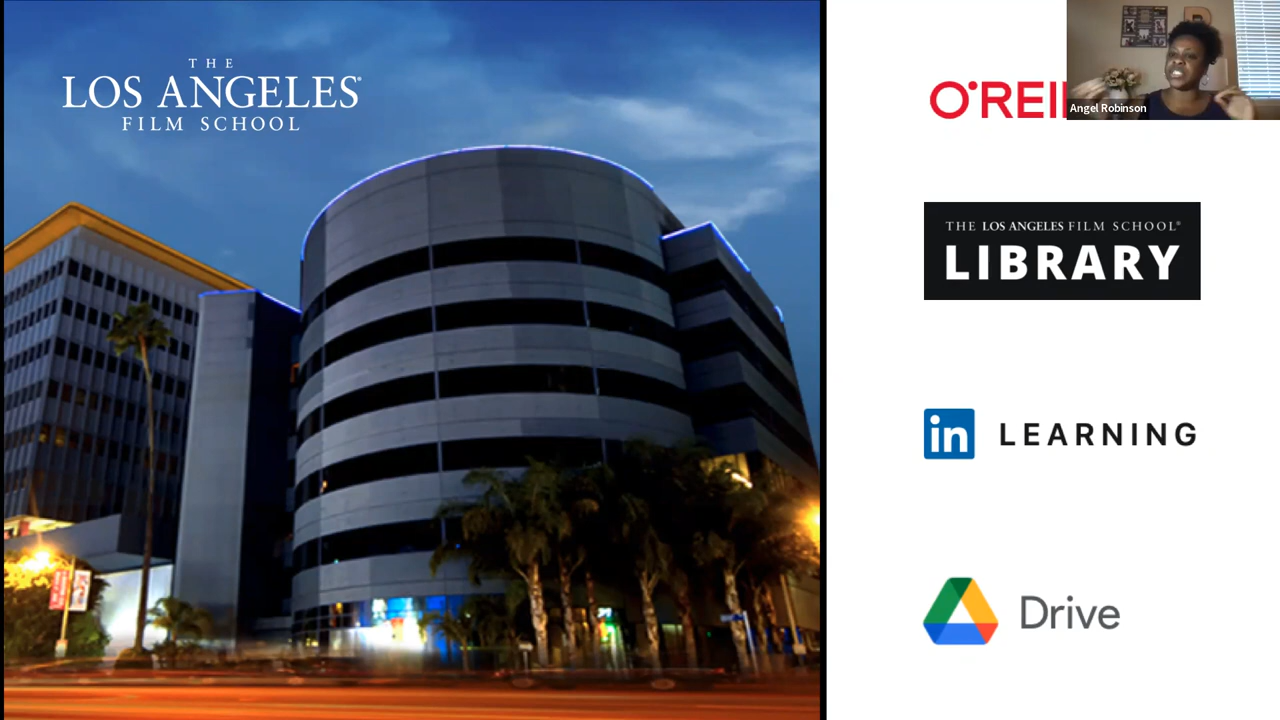 THE
LOS ANGELES
FILM SCHOOL
O'REI
Angel Robinson
THE LOS ANGELES FILM SCHOOL®
LIBRARY
in LEARNING
Drive